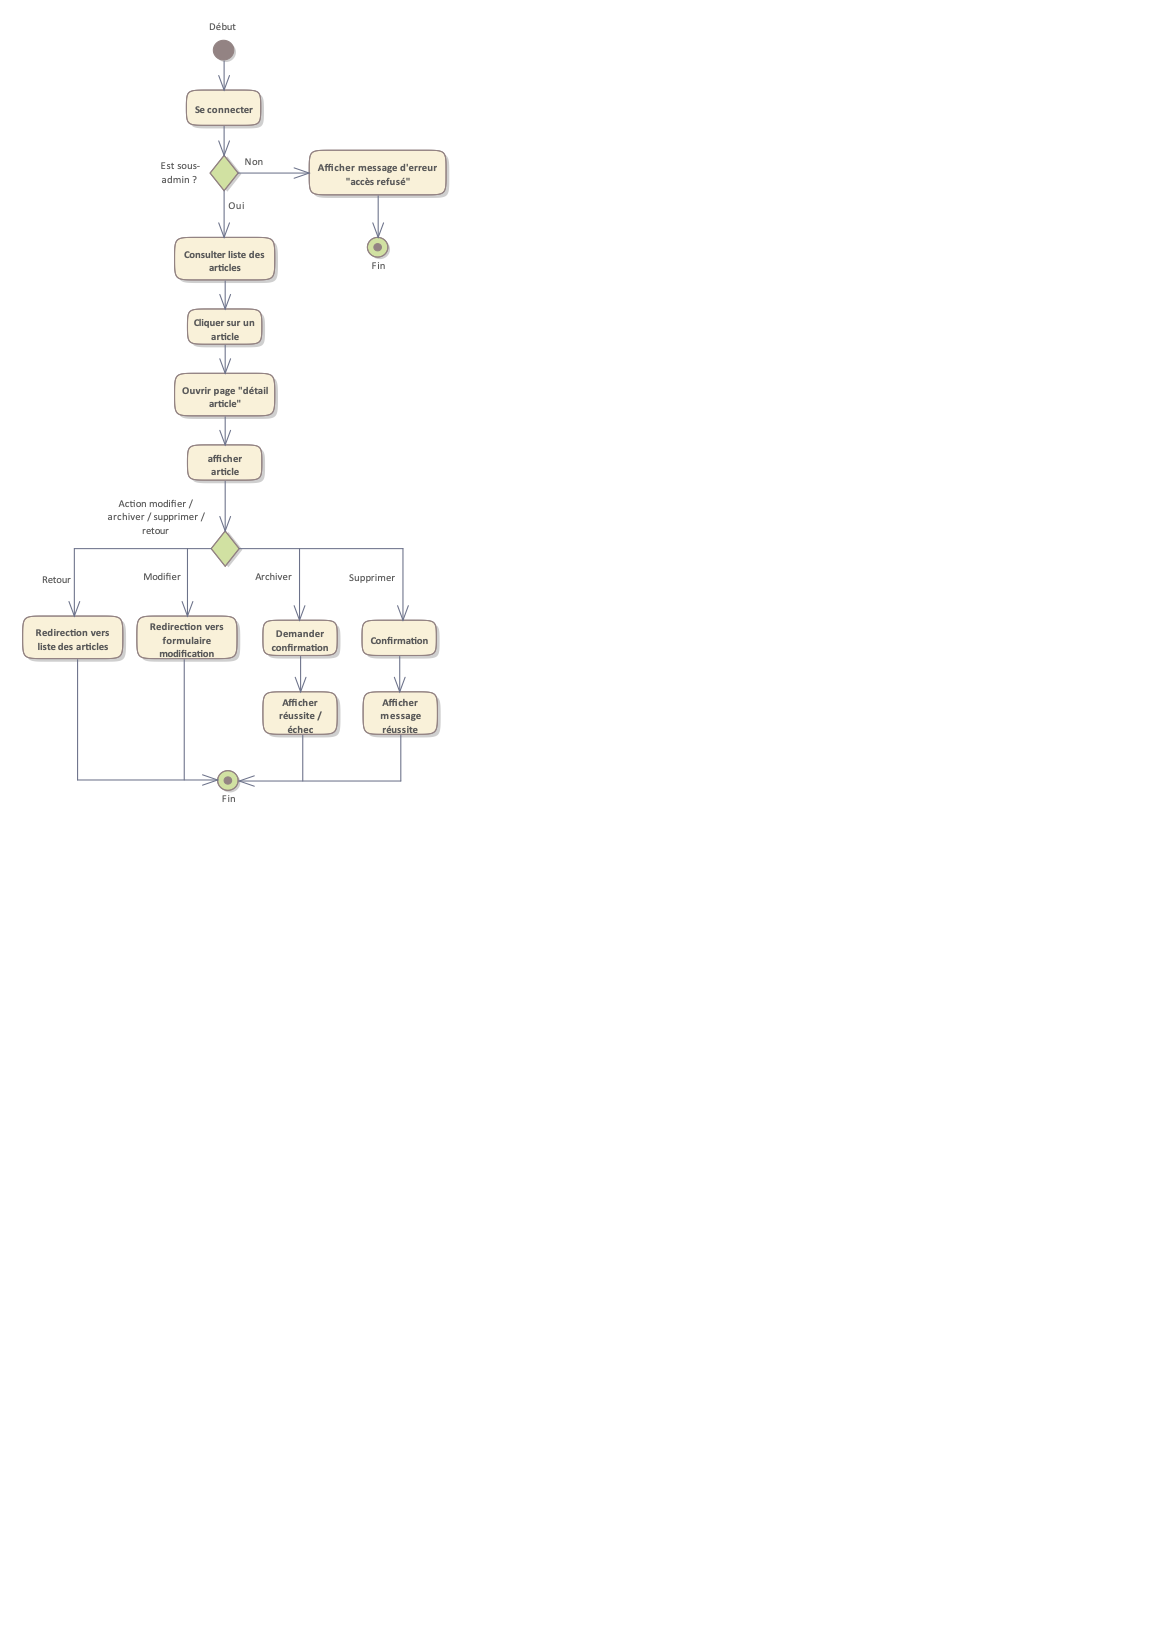 Début
Se connecter
Est sous-
admin ?
Non
Afficher message d'erreur
"accès refusé"
Oui
Fin
Consulter liste des
articles
Cliquer sur un
article
Ouvrir page "détail
article"
afficher
article
Action modifier /
archiver / supprimer /
retour
Retour
Modifier
Archiver
Supprimer
Redirection vers
liste des articles
Redirection vers
formulaire
modification
Demander
confirmation
Confirmation
Afficher
réussite /
échec
Afficher
message
réussite
Fin